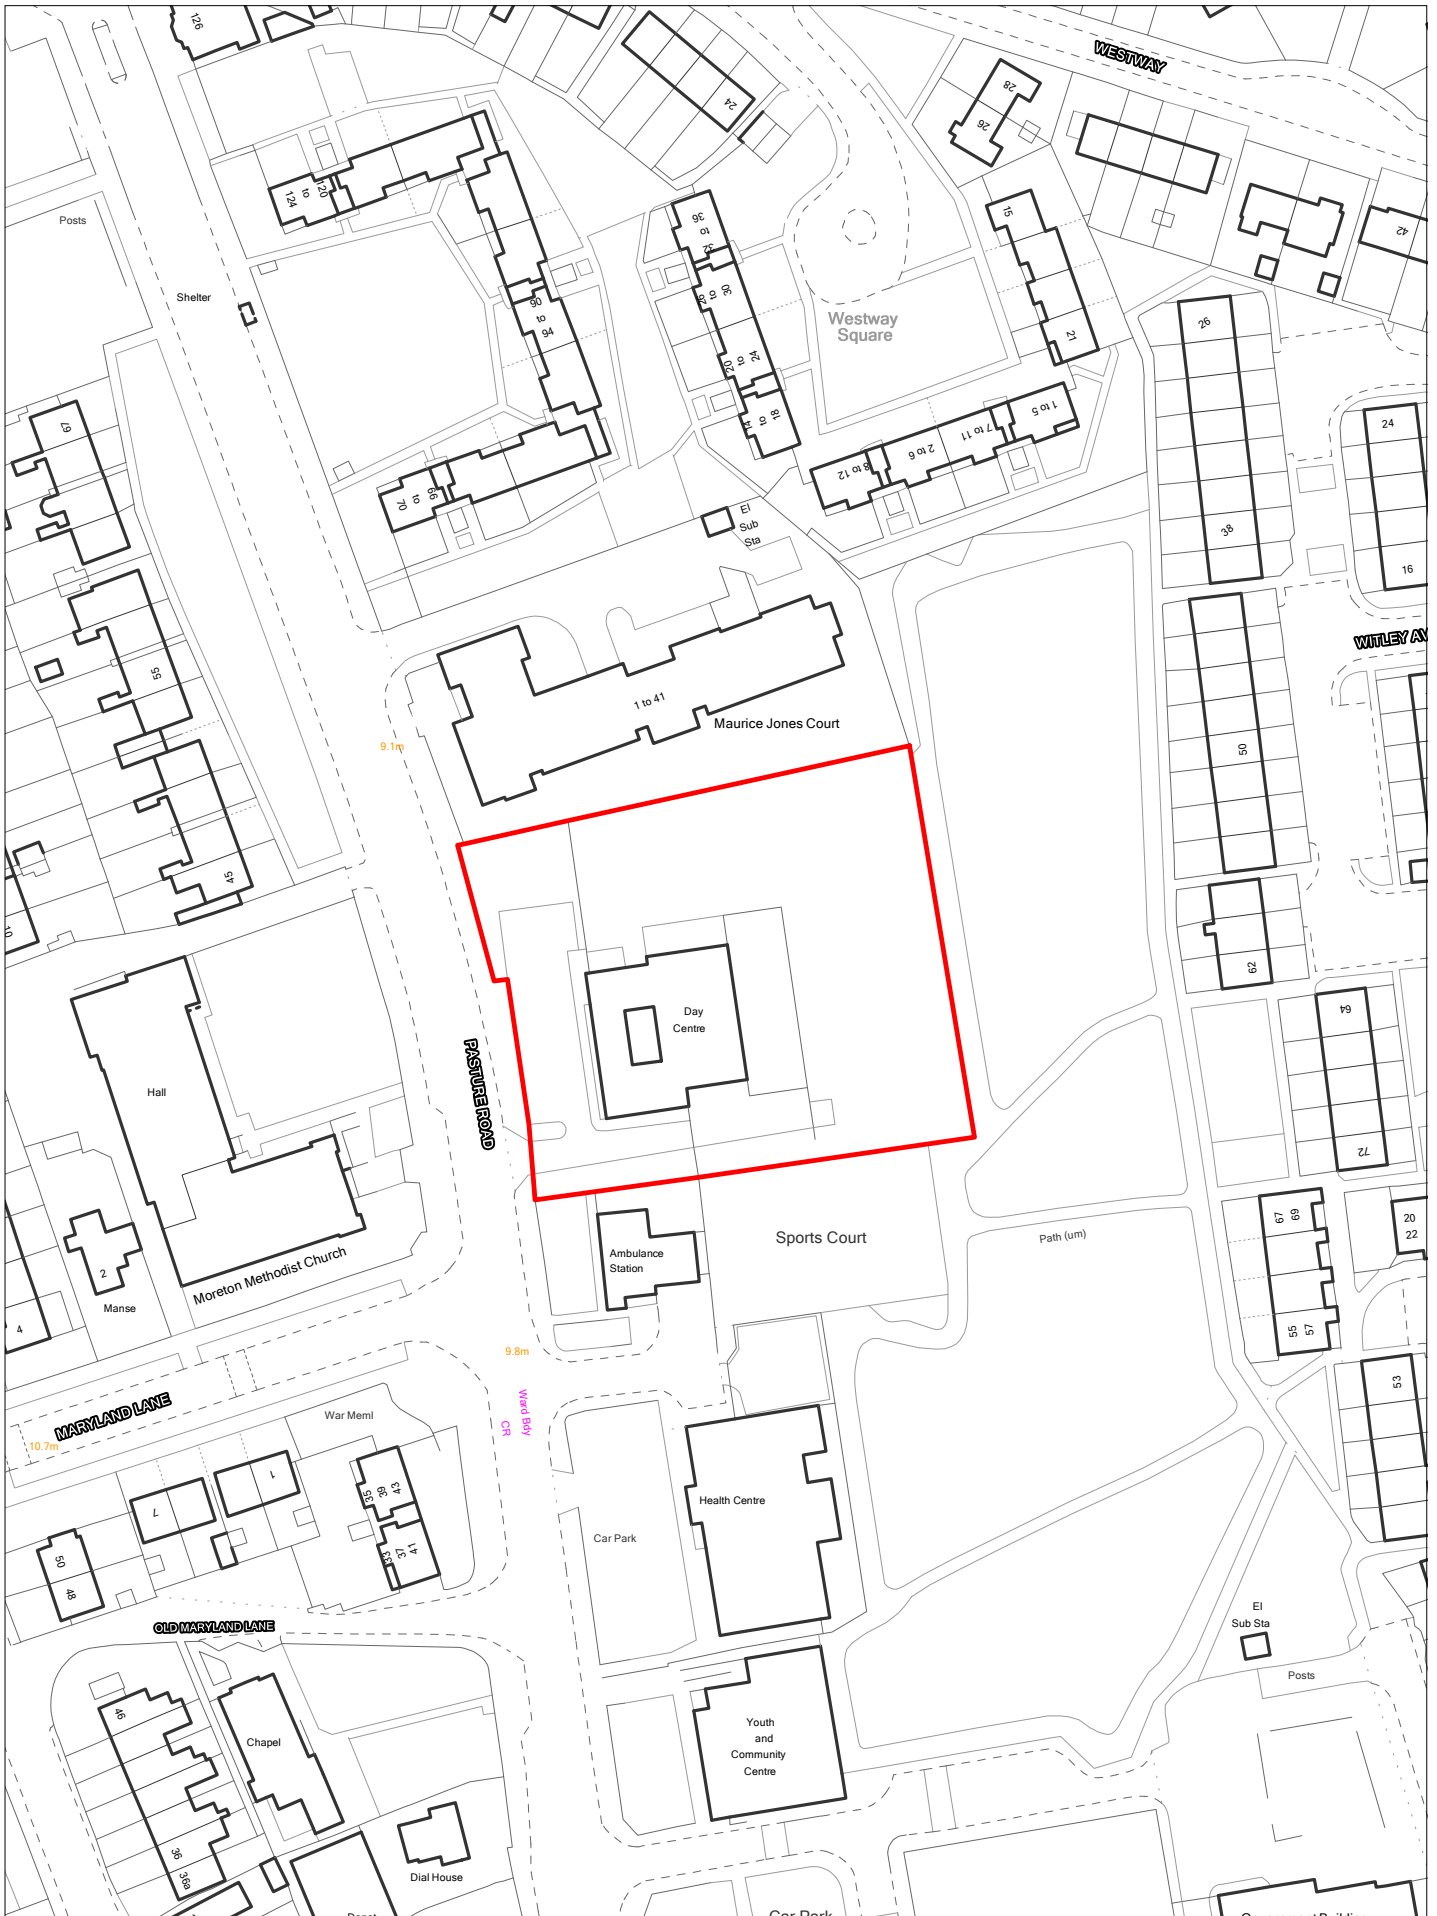 126
WESTWAY
28
26
24
42
Posts
124
to
120
15
36
to
32
Shelter
90
to
94
30
to
26
Westway
Square
21
26
24
to
20
24
67
18
to
14
1 to 5
7 to 11
2 to 6
8 to 12
70
to
66
El
Sub
Sta
38
16
WITLEY AV
55
1 to 41
Maurice Jones Court
9.1m
50
45
10
62
Day
Centre
64
PASTURE ROAD
Hall
72
67
69
20
22
Sports Court
Path (um)
Ambulance
Station
Moreton Methodist Church
2
Manse
4
55
57
9.8m
53
MARYLAND LANE
Ward Bdy
CR
War Meml
10.7m
1
7
43
39
35
41
37
33
Health Centre
Car Park
50
48
El
Sub Sta
OLD MARYLAND LANE
Posts
46
Chapel
Youth
and
Community
Centre
36
36a
Dial House
Car Park